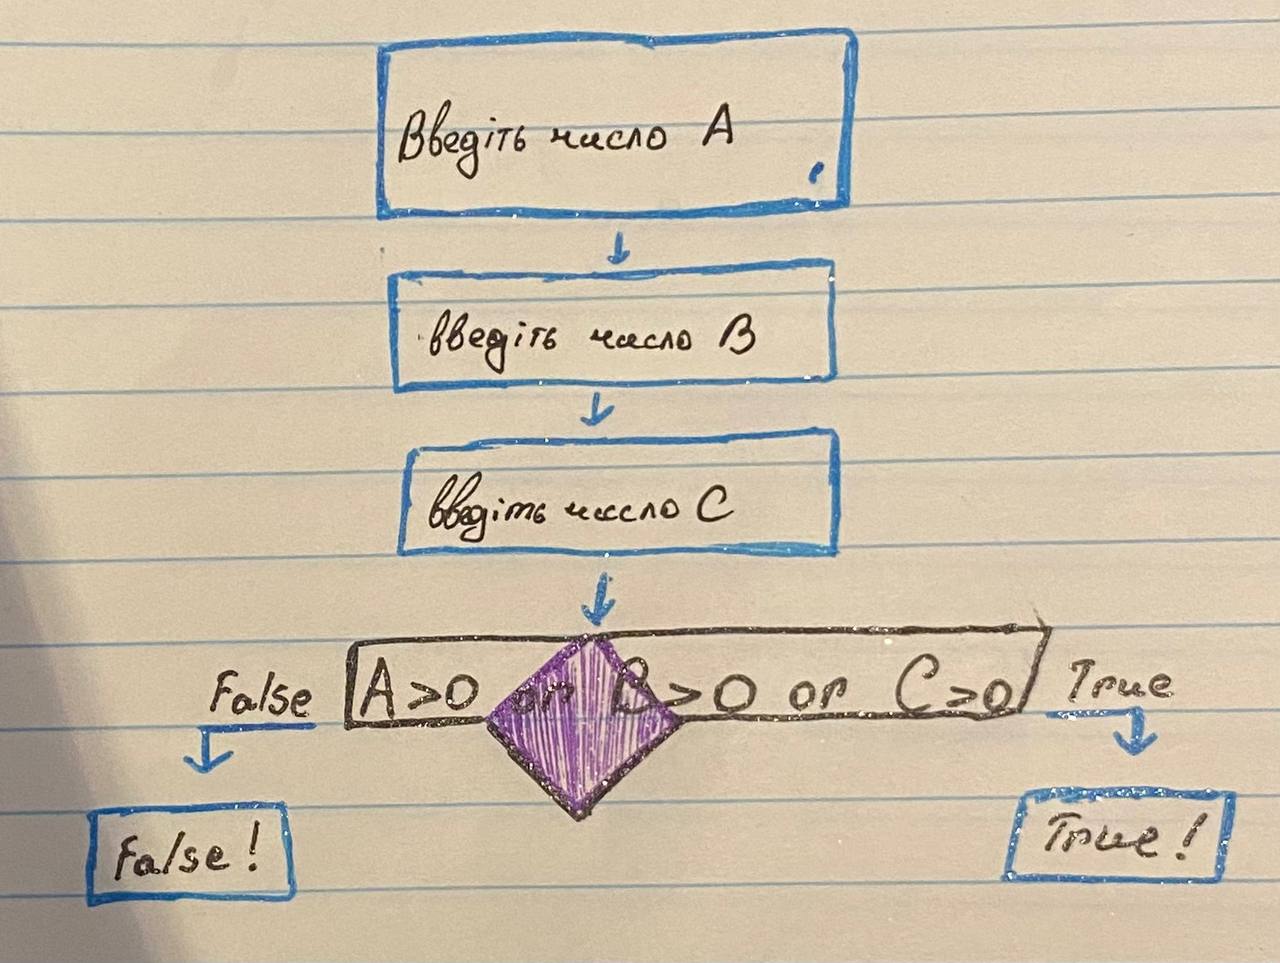 Введіть число А
введіть число В
введіть число С
False A>0 or B>0 or C>0 True
False!
True!